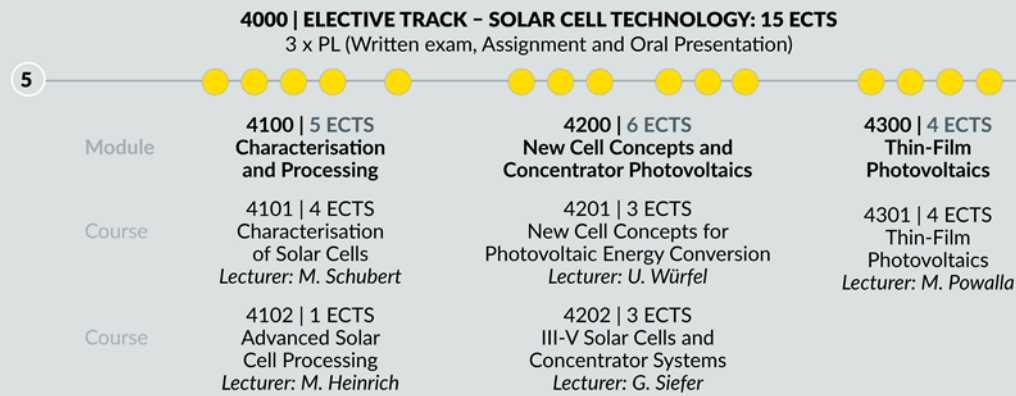 4000 | ELECTIVE TRACK – SOLAR CELL TECHNOLOGY: 15 ECTS
3 x PL (Written exam, Assignment and Oral Presentation)
5
Module
4100 | 5 ECTS
Characterisation
and Processing
4200 | 6 ECTS
New Cell Concepts and
Concentrator Photovoltaics
4300 | 4 ECTS
Thin-Film
Photovoltaics
Course
4101 | 4 ECTS
Characterisation
of Solar Cells
Lecturer: M. Schubert
4201 | 3 ECTS
New Cell Concepts for
Photovoltaic Energy Conversion
Lecturer: U. Würfel
4301 | 4 ECTS
Thin-Film
Photovoltaics
Lecturer: M. Powalla
Course
4102 | 1 ECTS
Advanced Solar
Cell Processing
Lecturer: M. Heinrich
4202 | 3 ECTS
III-V Solar Cells and
Concentrator Systems
Lecturer: G. Siefer